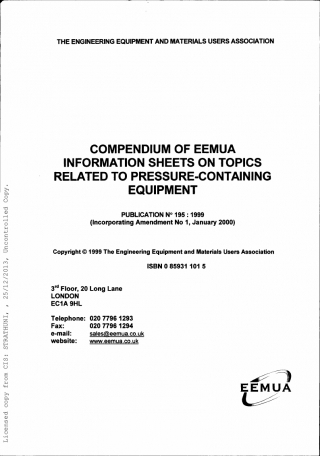 THE ENGINEERING EQUIPMENT AND MATERIALS USERS ASSOCIATION
COMPENDIUM OF EEMUA
INFORMATION SHEETS ON TOPICS
RELATED TO PRESSURE-CONTAINING
EQUIPMENT
PUBLICATION Nº 195 : 1999
(Incorporating Amendment No 1, January 2000)
Copyright © 1999 The Engineering Equipment and Materials Users Association
ISBN 0 85931 101 5
3rd Floor, 20 Long Lane
LONDON
EC1A 9HL
Telephone: 020 7796 1293
Fax: 020 7796 1294
e-mail: sales@eemua.co.uk
website: www.eemua.co.uk
EEMUA
Licensed copy from CIS: STRATHUNI, , 25/12/2013, Uncontrolled Copy.